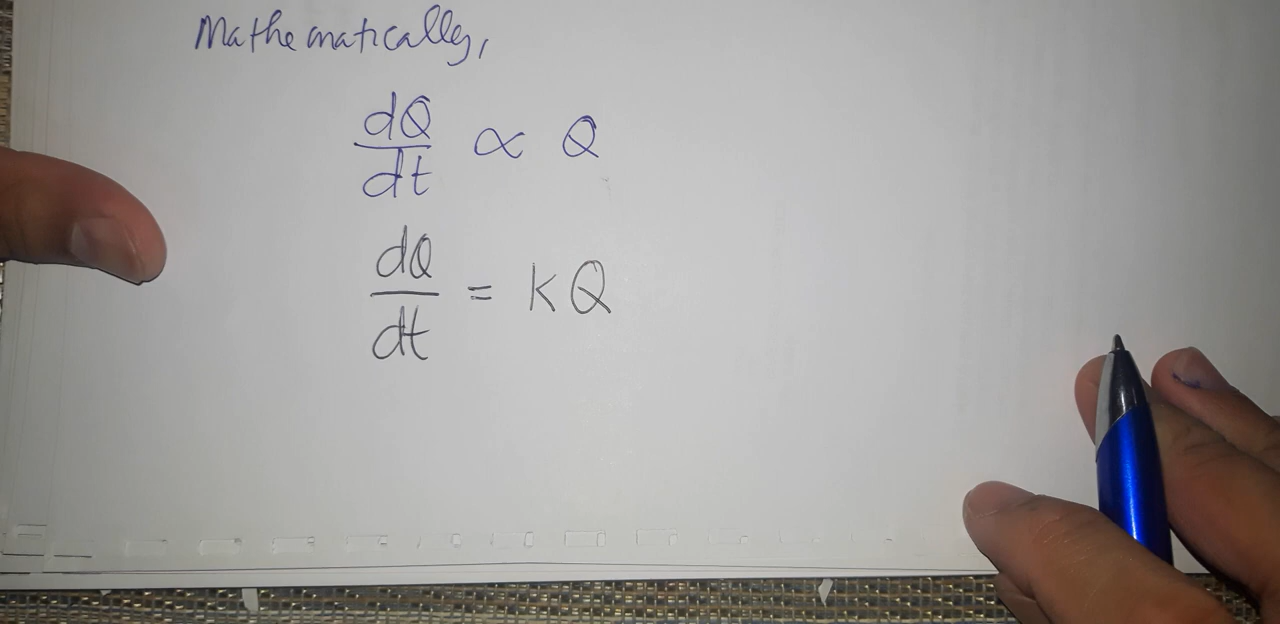 Mathematically,
dQ/dt ∝ Q
dQ/dt = kQ